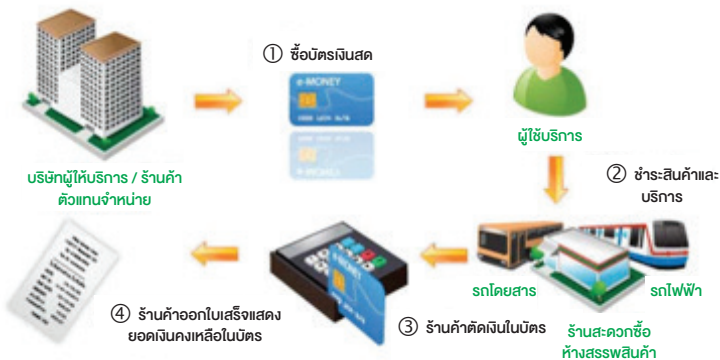 ① ซื้อบัตรเงินสด
e-MONEY
ผู้ใช้บริการ
บริษัทผู้ให้บริการ / ร้านค้า
ตัวแทนจำหน่าย
② ชำระสินค้าและ
บริการ
รถโดยสาร
รถไฟฟ้า
ร้านสะดวกซื้อ
ห้างสรรพสินค้า
③ ร้านค้าตัดเงินในบัตร
e-MONEY
④ ร้านค้าออกใบเสร็จแสดง
ยอดเงินคงเหลือในบัตร